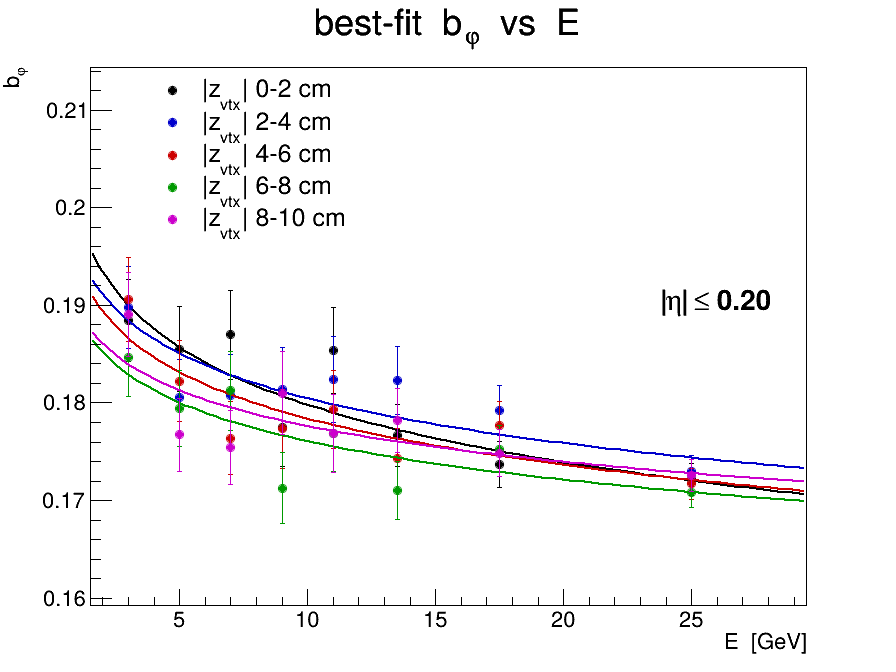 best-fit b_φ vs E
b_φ
|z_vtx| 0-2 cm
|z_vtx| 2-4 cm
|z_vtx| 4-6 cm
|z_vtx| 6-8 cm
|z_vtx| 8-10 cm
|η| ≤ 0.20
0.21
0.2
0.19
0.18
0.17
0.16
5 10 15 20 25
E [GeV]